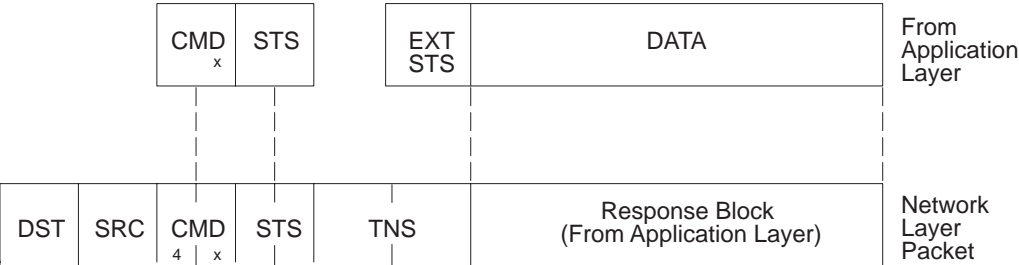 CMD STS EXT DATA From
x STS Application
Layer
DST SRC CMD STS TNS Response Block Network
4 x (From Application Layer) Layer
Packet